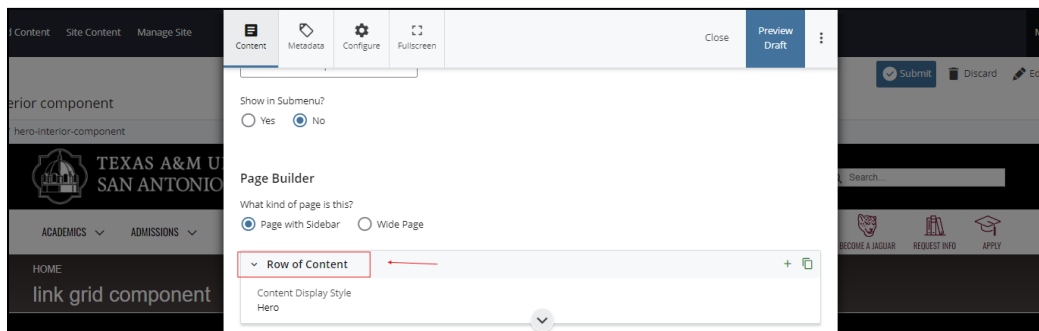 d Content Site Content Manage Site
Content Metadata Configure Fullscreen Close Preview Draft
Submit Discard Ed
Show in Submenu?
Yes No
erior component
hero-interior-component
TEXAS A&M U
SAN ANTONIO
Search...
Page Builder
What kind of page is this?
Page with Sidebar Wide Page
ACADEMICS ADMISSIONS
BECOME A JAGUAR REQUEST INFO APPLY
Row of Content
HOME
link grid component
Content Display Style
Hero